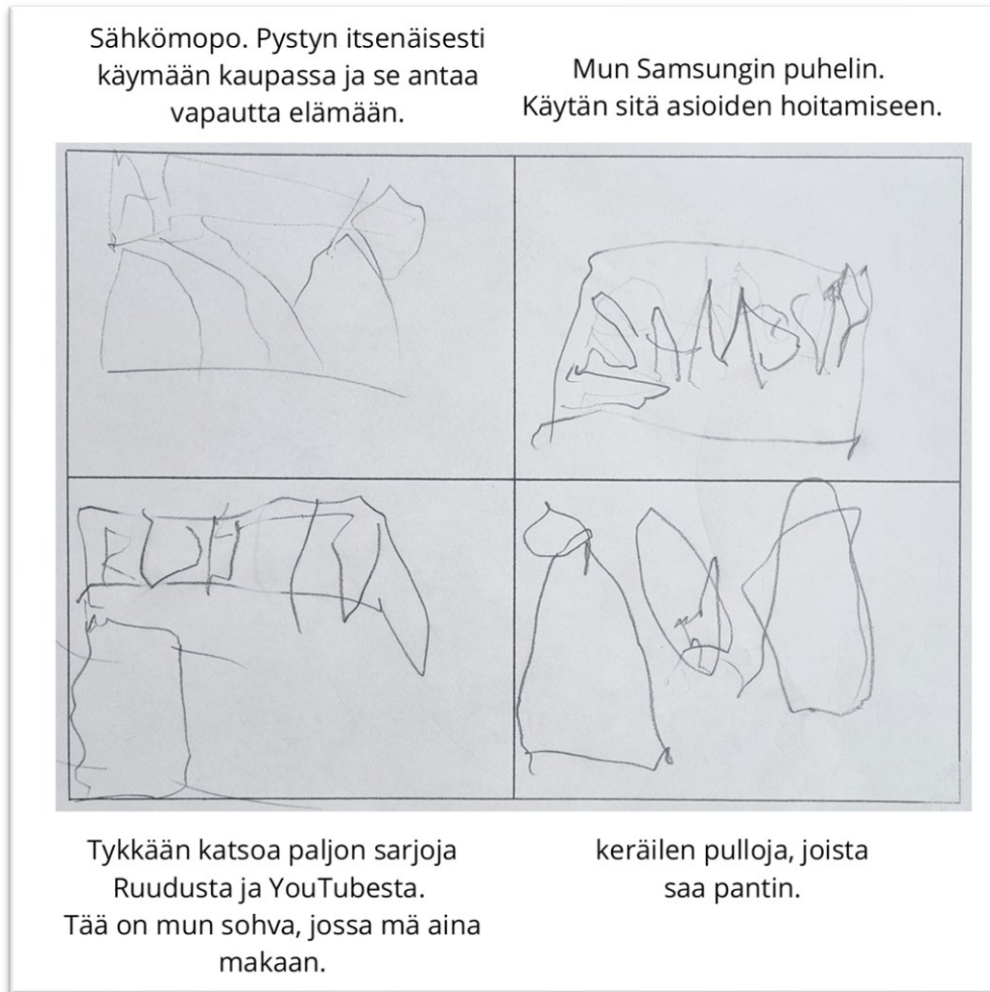 Sähkömopo. Pystyn itsenäisesti
käymään kaupassa ja se antaa
vapautta elämään.
Mun Samsungin puhelin.
Käytän sitä asioiden hoitamiseen.
Tykkään katsoa paljon sarjoja
Ruudusta ja YouTubesta.
Tää on mun sohva, jossa mä aina
makaan.
keräilen pulloja, joista
saa pantin.